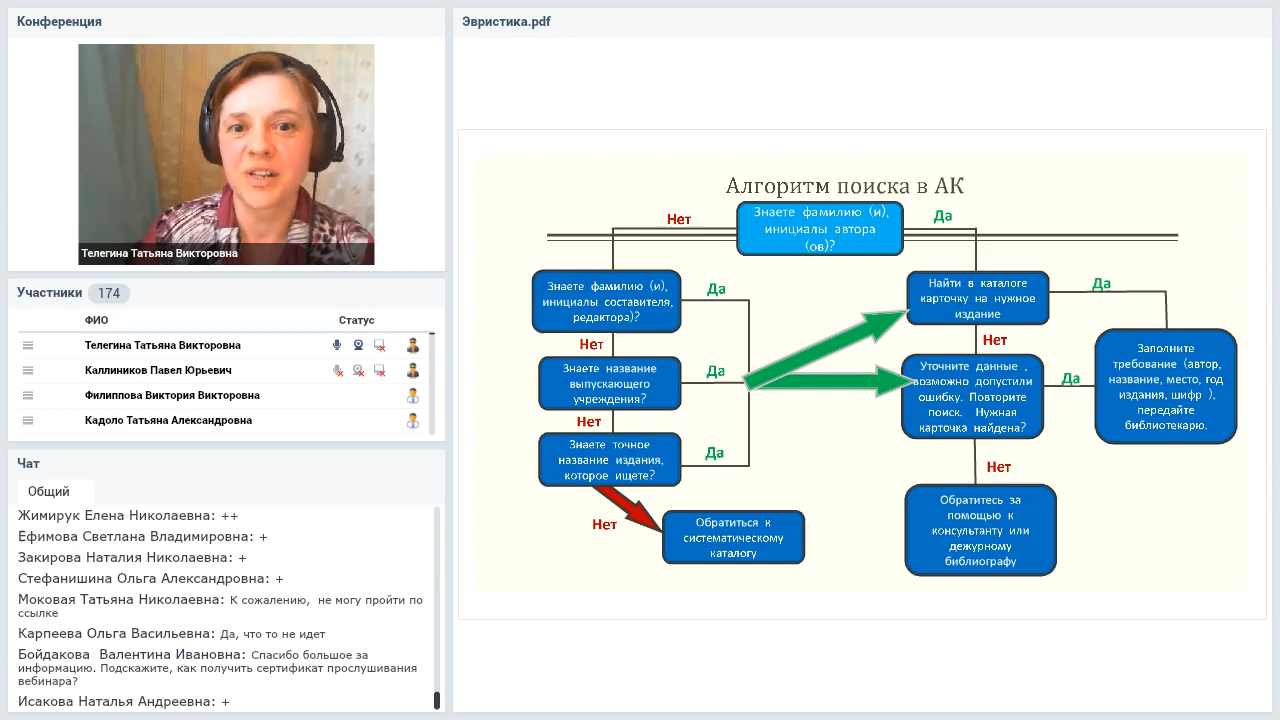 Конференция
Телегина Татьяна Викторовна
Участники 174
ФИО Статус
Телегина Татьяна Викторовна
Каллиников Павел Юрьевич
Филиппова Виктория Викторовна
Кадоло Татьяна Александровна
Чат
Общий
Жимирук Елена Николаевна: ++
Ефимова Светлана Владимировна: +
Закирова Наталия Николаевна: +
Стефанишина Ольга Александровна: +
Моковая Татьяна Николаевна: К сожалению, не могу пройти по
ссылке
Карпеева Ольга Васильевна: Да, что то не идет
Бойдакова Валентина Ивановна: Спасибо большое за
информацию. Подскажите, как получить сертификат прослушивания
вебинара?
Исакова Наталья Андреевна: +
Эвристика.pdf
Алгоритм поиска в АК
Нет
Знаете фамилию (и),
инициалы автора
(ов)?
Да
Знаете фамилию (и),
инициалы составителя,
редактора)?
Да
Нет
Знаете название
выпускающего
учреждения?
Да
Нет
Знаете точное
название издания,
которое ищете?
Да
Нет
Обратиться к
систематическому
каталогу
Найти в каталоге
карточку на нужное
издание
Да
Нет
Уточните данные ,
возможно допустили
ошибку. Повторите
поиск. Нужная
карточка найдена?
Да
Заполните
требование (автор,
название, место, год
издания, шифр ),
передайте
библиотекарю.
Нет
Обратитесь за
помощью к
консультанту или
дежурному
библиографу